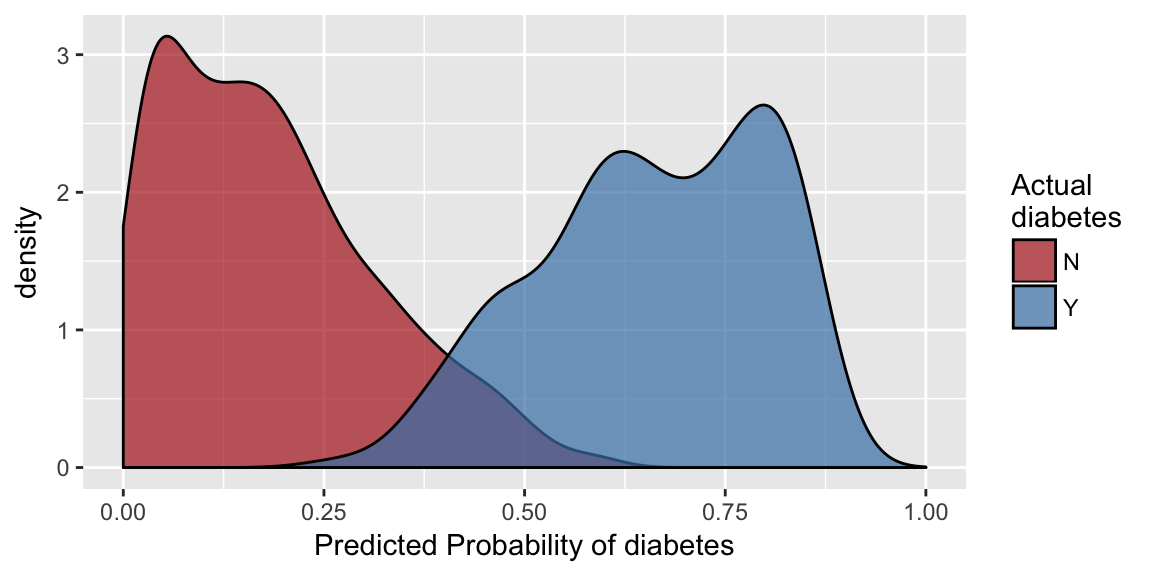 density
3
2
1
0
0.00 0.25 0.50 0.75 1.00
Predicted Probability of diabetes
Actual
diabetes
N
Y